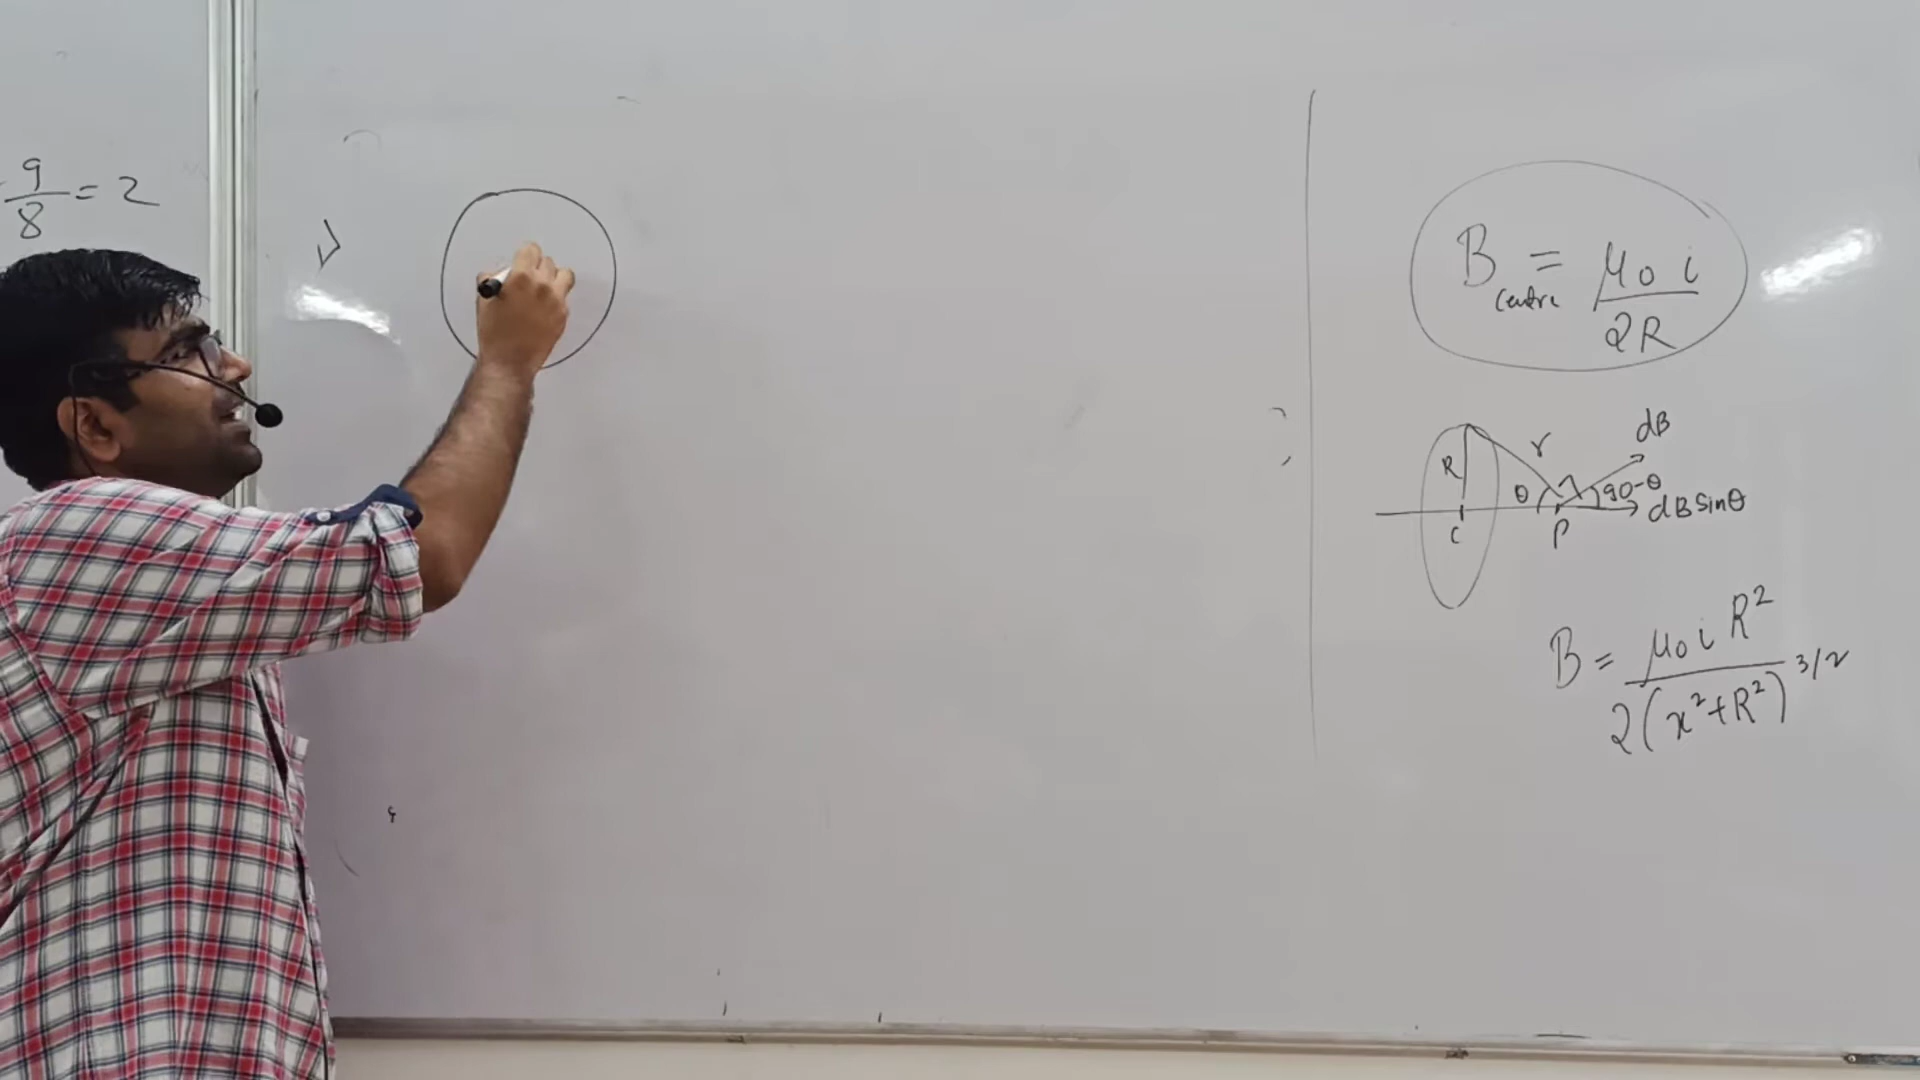 9/8 = 2
B centre = μ₀ i / 2R
dB
r
R
θ
90-θ
dB sinθ
C
P
B = μ₀ i R² / 2(x²+R²)^3/2